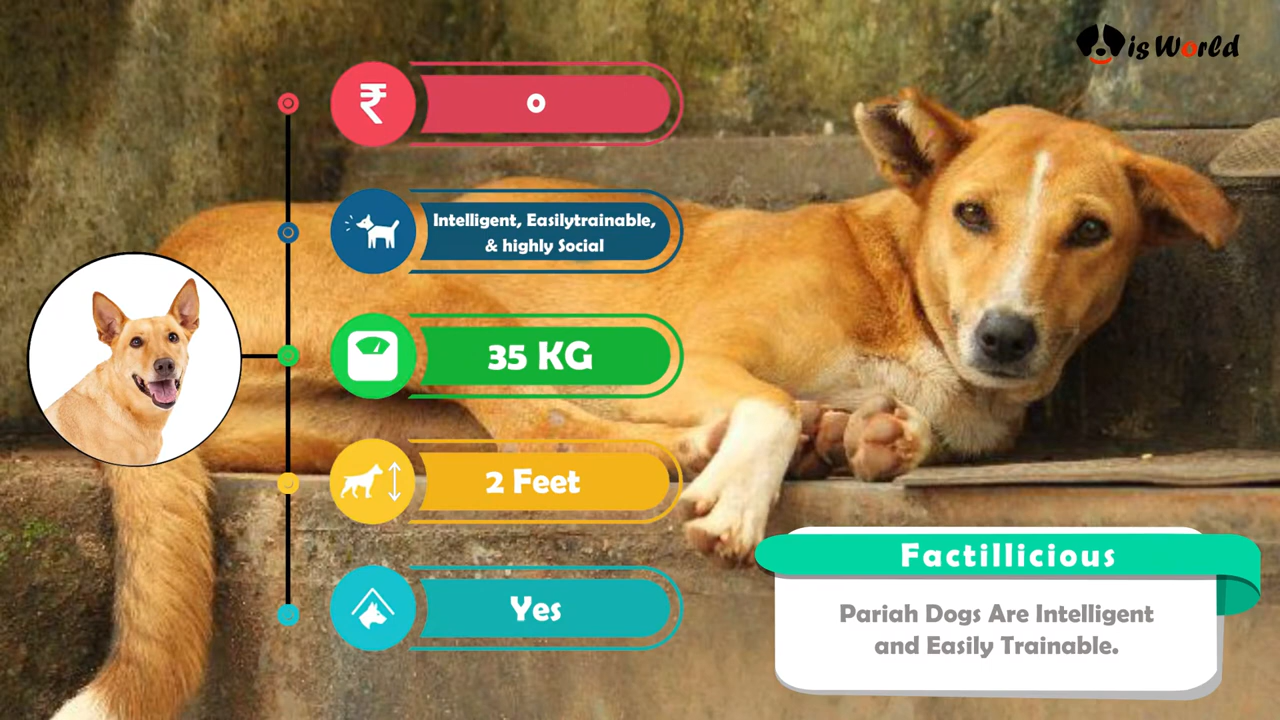 is World
₹
0
Intelligent, Easilytrainable,
& highly Social
35 KG
2 Feet
Yes
Factillicious
Pariah Dogs Are Intelligent
and Easily Trainable.